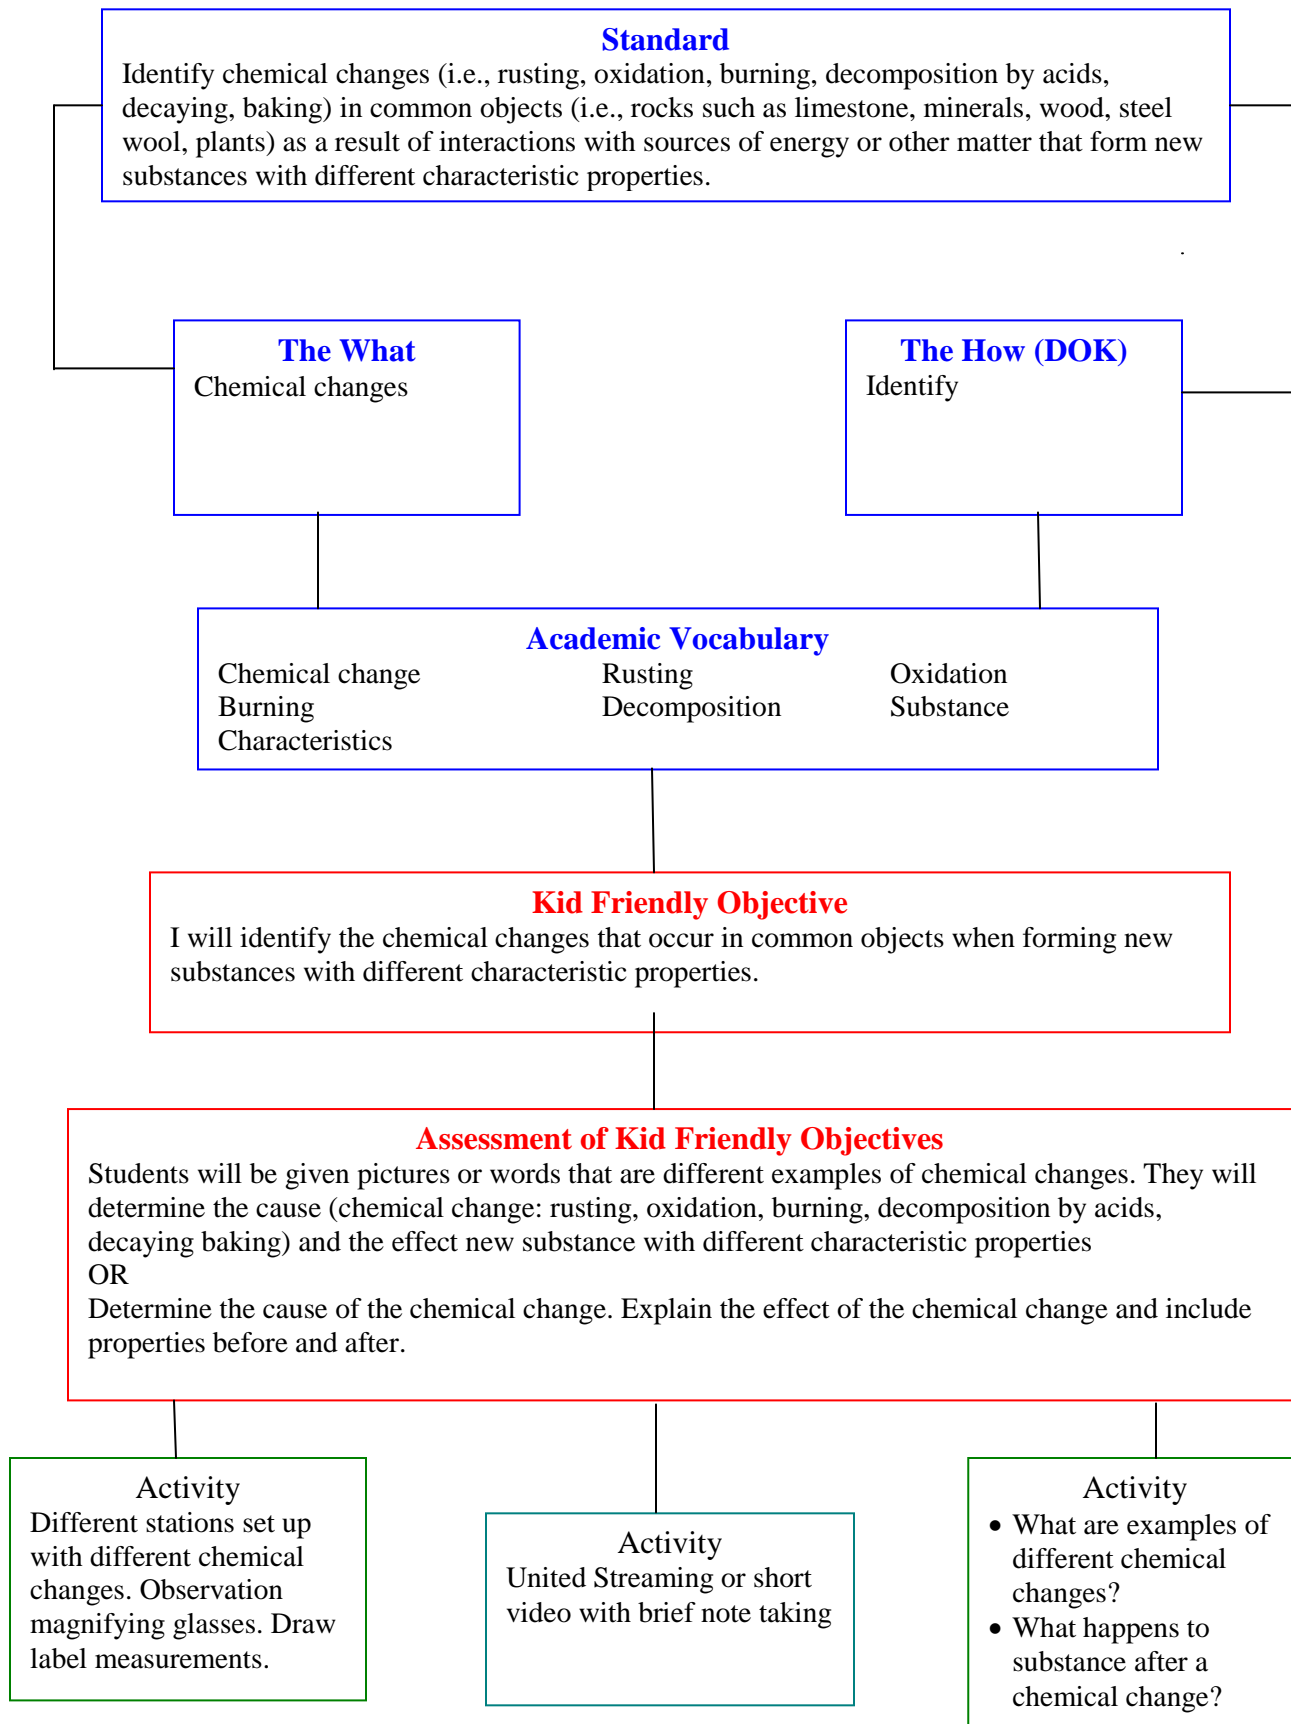 Standard
Identify chemical changes (i.e., rusting, oxidation, burning, decomposition by acids,
decaying, baking) in common objects (i.e., rocks such as limestone, minerals, wood, steel
wool, plants) as a result of interactions with sources of energy or other matter that form new
substances with different characteristic properties.
.
The What
Chemical changes
The How (DOK)
Identify
Academic Vocabulary
Chemical change Rusting Oxidation
Burning Decomposition Substance
Characteristics
Kid Friendly Objective
I will identify the chemical changes that occur in common objects when forming new
substances with different characteristic properties.
Assessment of Kid Friendly Objectives
Students will be given pictures or words that are different examples of chemical changes. They will
determine the cause (chemical change: rusting, oxidation, burning, decomposition by acids,
decaying baking) and the effect new substance with different characteristic properties
OR
Determine the cause of the chemical change. Explain the effect of the chemical change and include
properties before and after.
Activity
Different stations set up
with different chemical
changes. Observation
magnifying glasses. Draw
label measurements.
Activity
United Streaming or short
video with brief note taking
Activity
• What are examples of
different chemical
changes?
• What happens to
substance after a
chemical change?